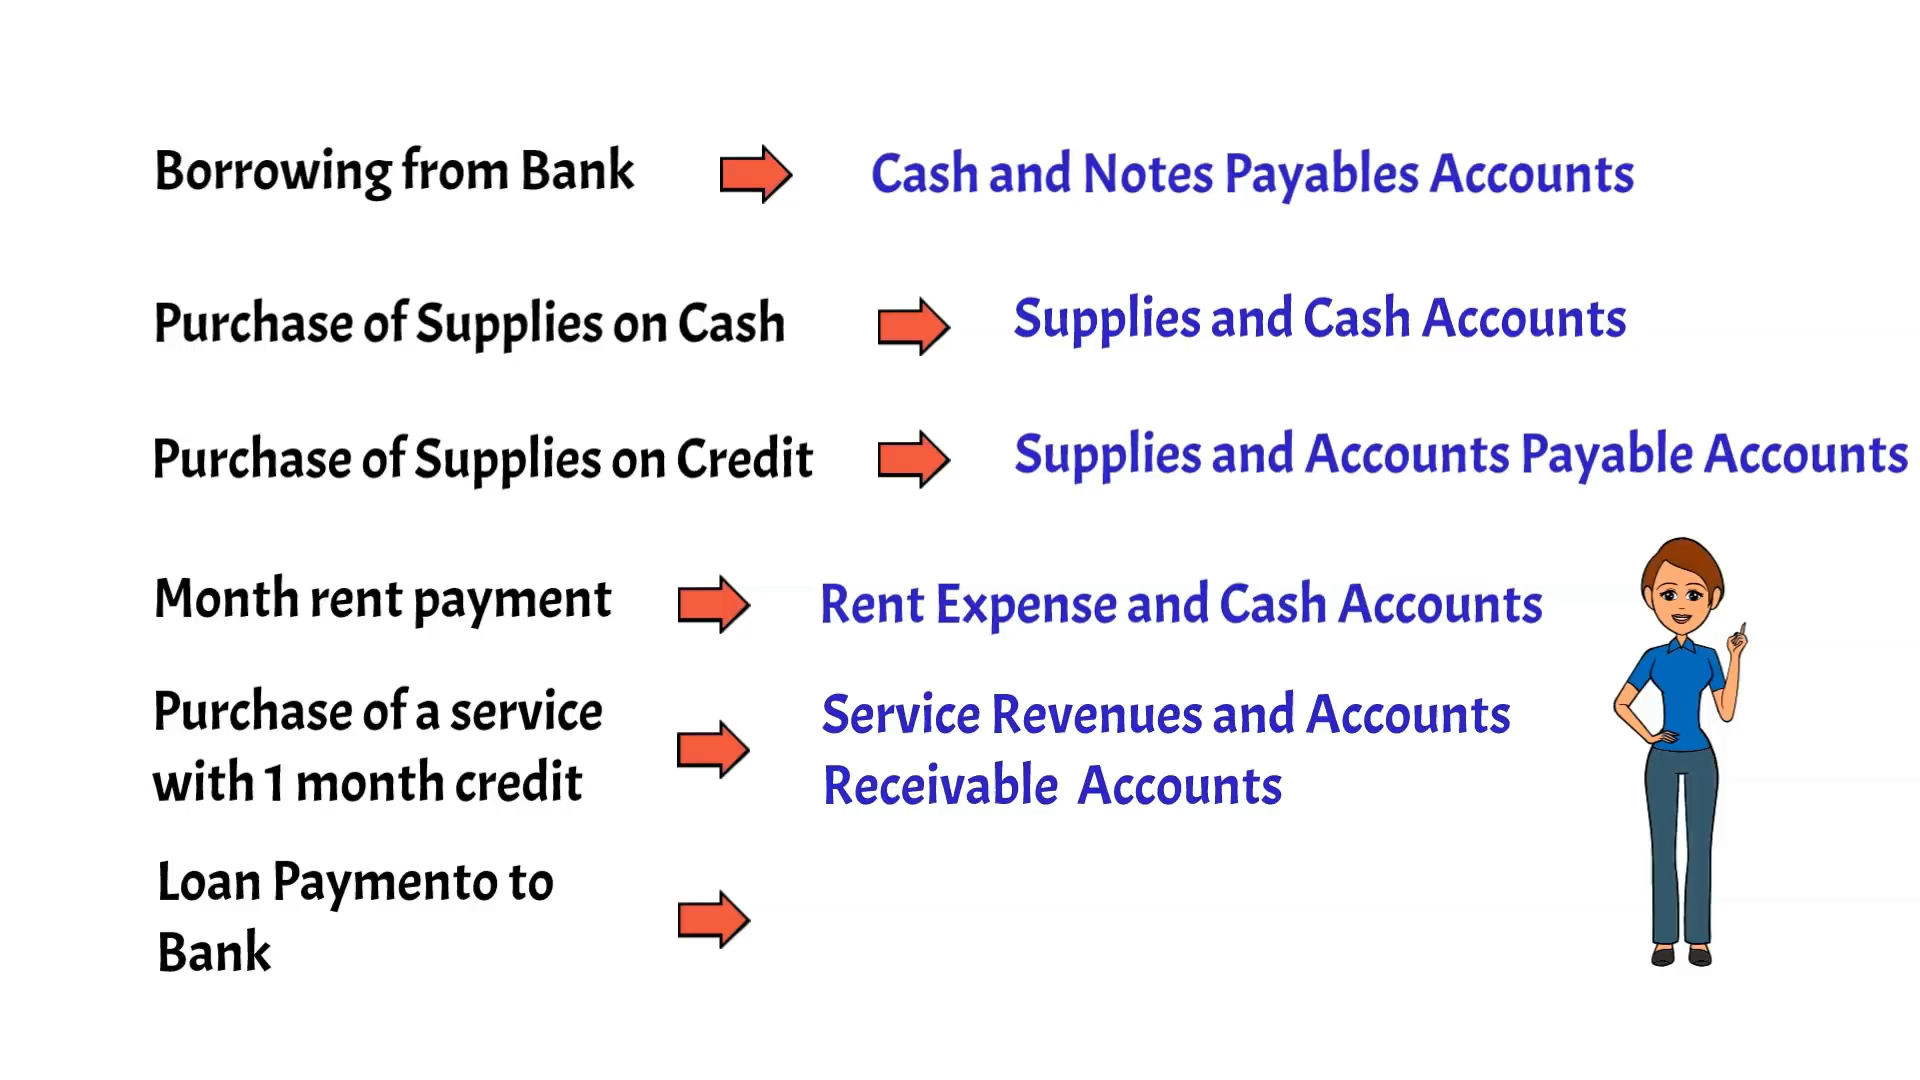 Borrowing from Bank
Cash and Notes Payables Accounts
Purchase of Supplies on Cash
Supplies and Cash Accounts
Purchase of Supplies on Credit
Supplies and Accounts Payable Accounts
Month rent payment
Rent Expense and Cash Accounts
Purchase of a service
with 1 month credit
Service Revenues and Accounts
Receivable Accounts
Loan Paymento to
Bank